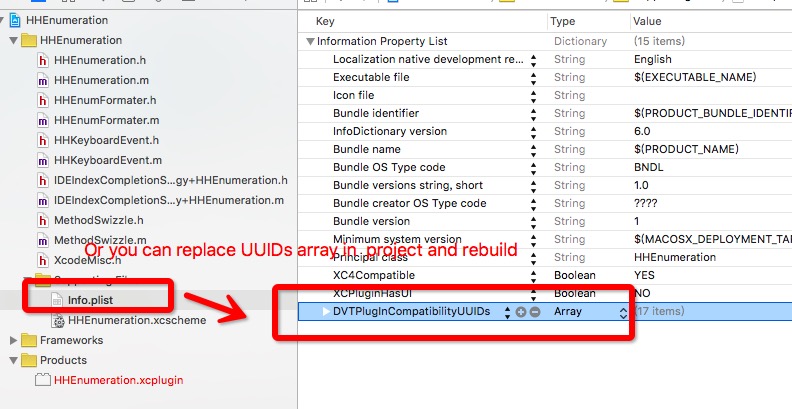 HHEnumeration
HHEnumeration
HHEnumeration.h
HHEnumeration.m
HHEnumFormater.h
HHEnumFormater.m
HHKeyboardEvent.h
HHKeyboardEvent.m
IDEIndexCompletionS...gy+HHEnumeration.h
IDEIndexCompletionS...y+HHEnumeration.m
MethodSwizzle.h
MethodSwizzle.m
XcodeMisc.h
Info.plist
HHEnumeration.xcscheme
Frameworks
Products
HHEnumeration.xcplugin
Or you can replace UUIDs array in project and rebuild
Key Type Value
Information Property List Dictionary (15 items)
Localization native development re... String English
Executable file String $(EXECUTABLE_NAME)
Icon file String
Bundle identifier String $(PRODUCT_BUNDLE_IDENTIF
InfoDictionary version String 6.0
Bundle name String $(PRODUCT_NAME)
Bundle OS Type code String BNDL
Bundle versions string, short String 1.0
Bundle creator OS Type code String ????
Bundle version String 1
Minimum system version String $(MACOSX_DEPLOYMENT_TA
Principal class String HHEnumeration
XC4Compatible Boolean YES
XCPluginHasUI Boolean NO
DVTPlugInCompatibilityUUIDs Array (17 items)